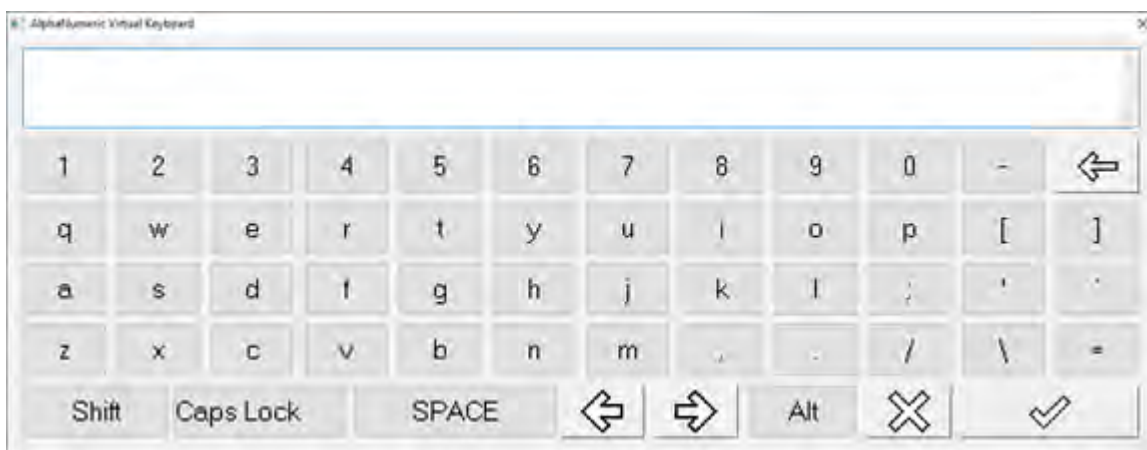 AlphaNumeric Virtual Keyboard
1 2 3 4 5 6 7 8 9 0 -
q w e r t y u i o p [ ]
a s d f g h j k l ; ' `
z x c v b n m , . / \ =
Shift Caps Lock SPACE Alt